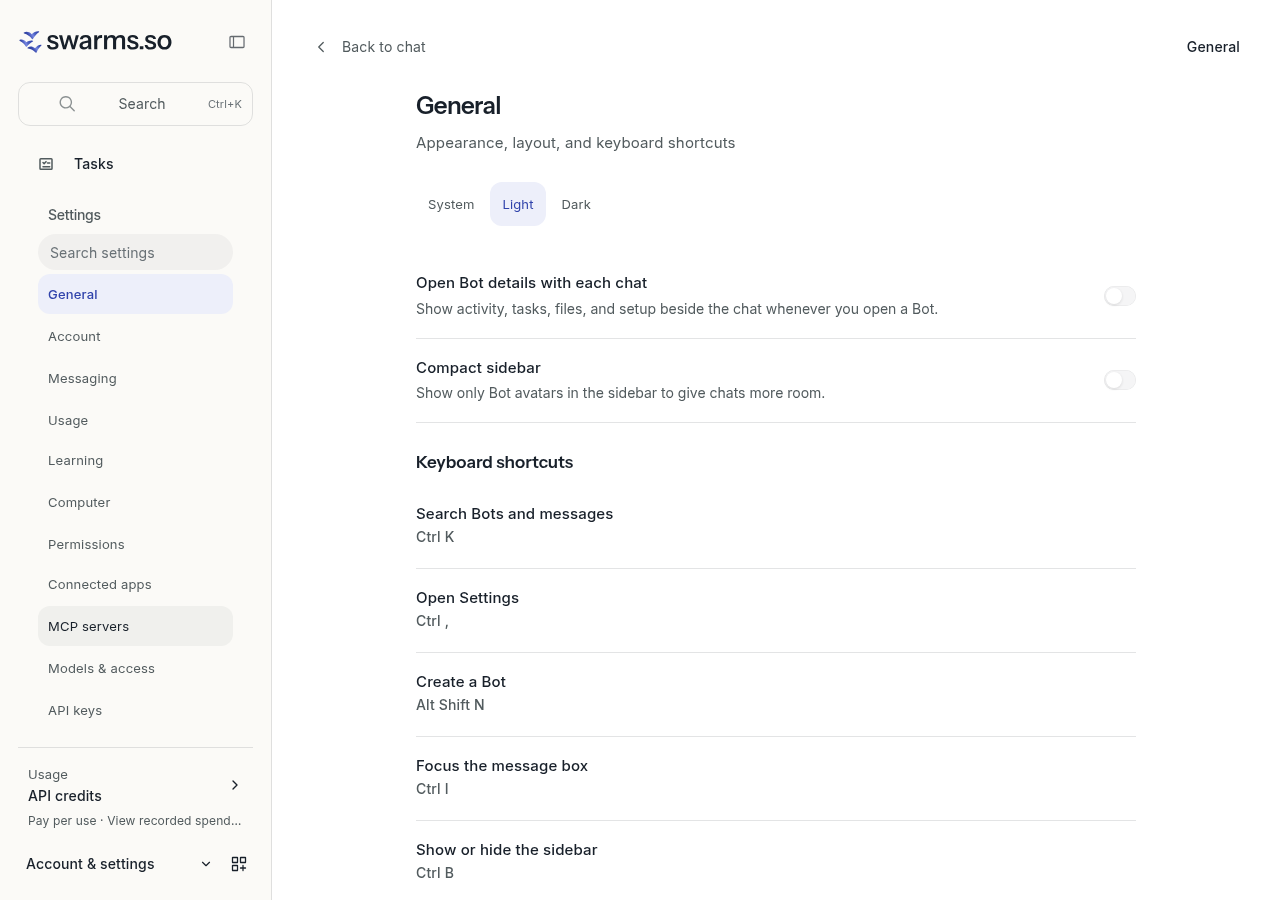 swarms.so
Search Ctrl+K
Tasks
Settings
Search settings
General
Account
Messaging
Usage
Learning
Computer
Permissions
Connected apps
MCP servers
Models & access
API keys
Usage
API credits
Pay per use · View recorded spend...
Account & settings
Back to chat
General
General
Appearance, layout, and keyboard shortcuts
System Light Dark
Open Bot details with each chat
Show activity, tasks, files, and setup beside the chat whenever you open a Bot.
Compact sidebar
Show only Bot avatars in the sidebar to give chats more room.
Keyboard shortcuts
Search Bots and messages
Ctrl K
Open Settings
Ctrl ,
Create a Bot
Alt Shift N
Focus the message box
Ctrl I
Show or hide the sidebar
Ctrl B